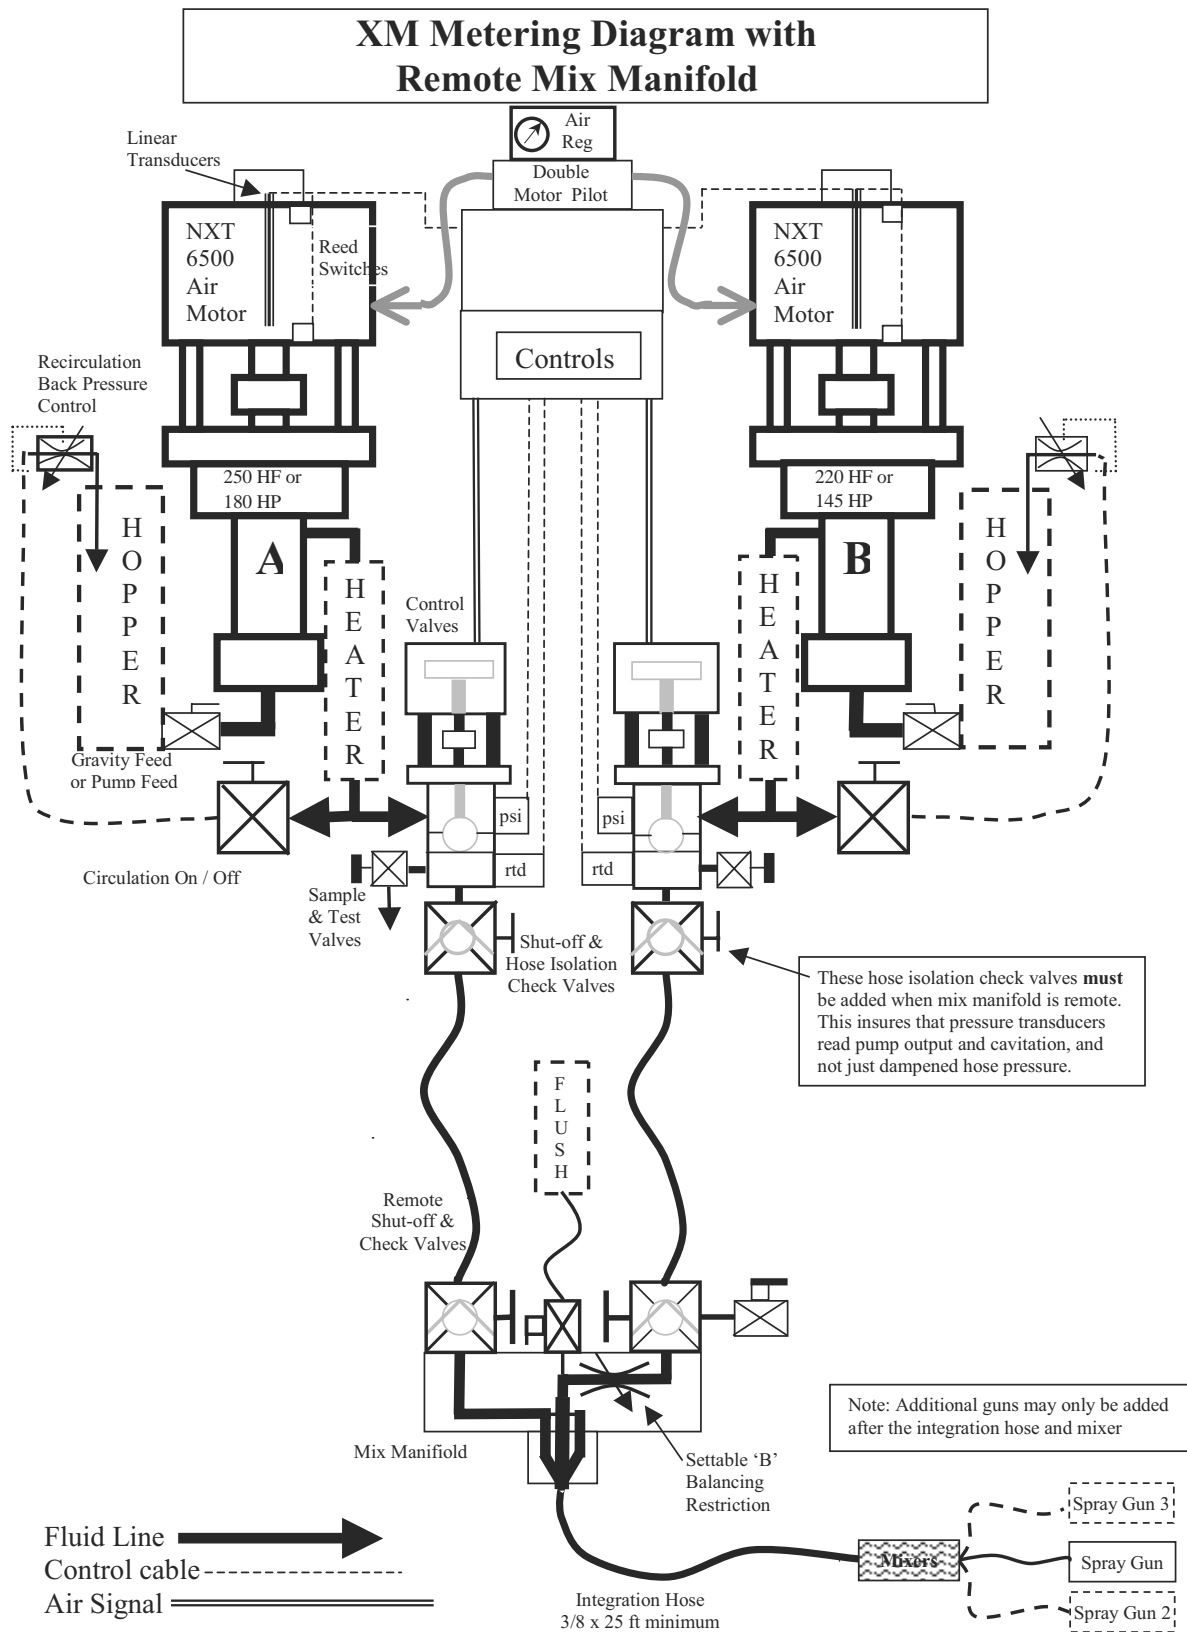 XM Metering Diagram with
Remote Mix Manifold
Air
Reg
Double
Motor Pilot
Linear
Transducers
NXT
6500
Air
Motor
Reed
Switches
NXT
6500
Air
Motor
Controls
Recirculation
Back Pressure
Control
250 HF or
180 HP
220 HF or
145 HP
HOPPER
A
HEATER
Control
Valves
HEATER
B
HOPPER
Gravity Feed
or Pump Feed
psi
psi
rtd
rtd
Circulation On / Off
Sample
& Test
Valves
Shut-off &
Hose Isolation
Check Valves
These hose isolation check valves must
be added when mix manifold is remote.
This insures that pressure transducers
read pump output and cavitation, and
not just dampened hose pressure.
FLUSH
Remote
Shut-off &
Check Valves
Mix Manifold
Settable ‘B’
Balancing
Restriction
Note: Additional guns may only be added
after the integration hose and mixer
Fluid Line
Control cable
Air Signal
Integration Hose
3/8 x 25 ft minimum
Mixers
Spray Gun 3
Spray Gun
Spray Gun 2